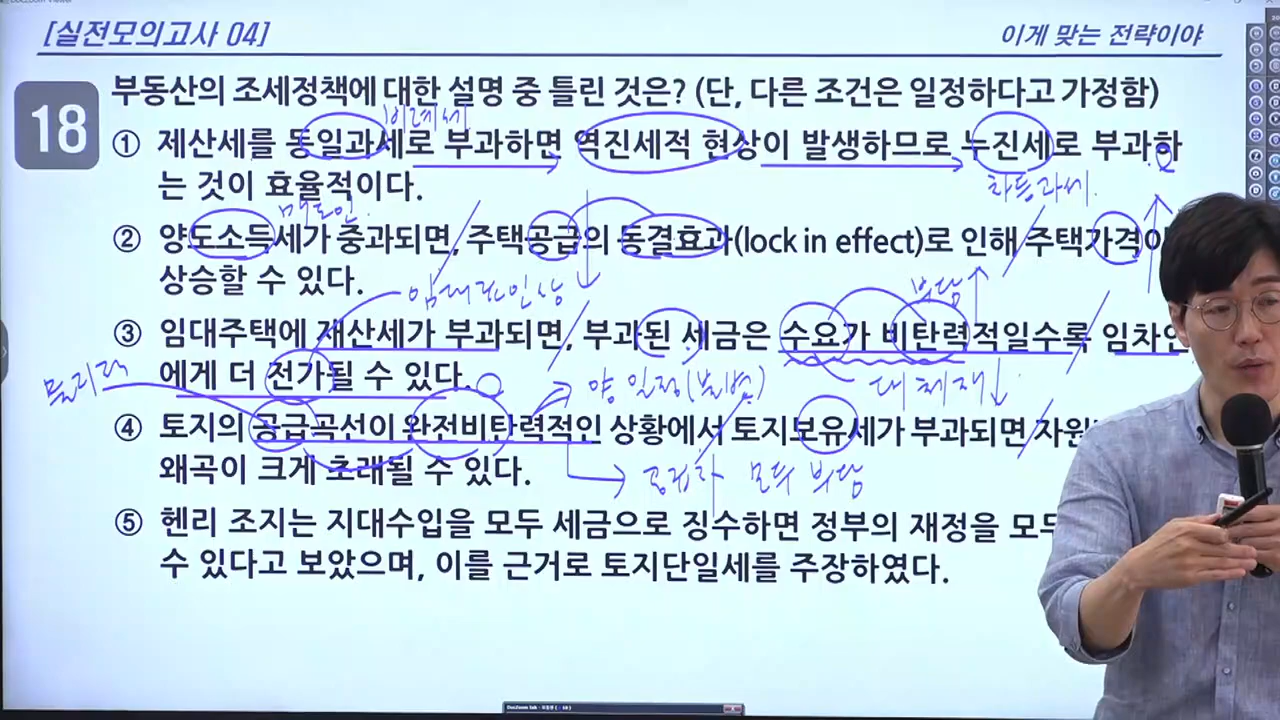 [실전모의고사 04]
이게 맞는 전략이야
18
부동산의 조세정책에 대한 설명 중 틀린 것은? (단, 다른 조건은 일정하다고 가정함)
비례세
① 제산세를 동일과세로 부과하면 역진세적 현상이 발생하므로 누진세로 부과하
는 것이 효율적이다.
차등과세.
매도인.
② 양도소득세가 중과되면, 주택공급의 동결효과(lock in effect)로 인해 주택가격이
상승할 수 있다.
임대료인상
부담
③ 임대주택에 재산세가 부과되면, 부과된 세금은 수요가 비탄력적일수록 임차인
에게 더 전가될 수 있다.
물리적
양 일정(불변)
대체재↓
④ 토지의 공급곡선이 완전비탄력적인 상황에서 토지보유세가 부과되면 자원
왜곡이 크게 초래될 수 있다.
공급자 모두 부담
⑤ 헨리 조지는 지대수입을 모두 세금으로 징수하면 정부의 재정을 모두
수 있다고 보았으며, 이를 근거로 토지단일세를 주장하였다.